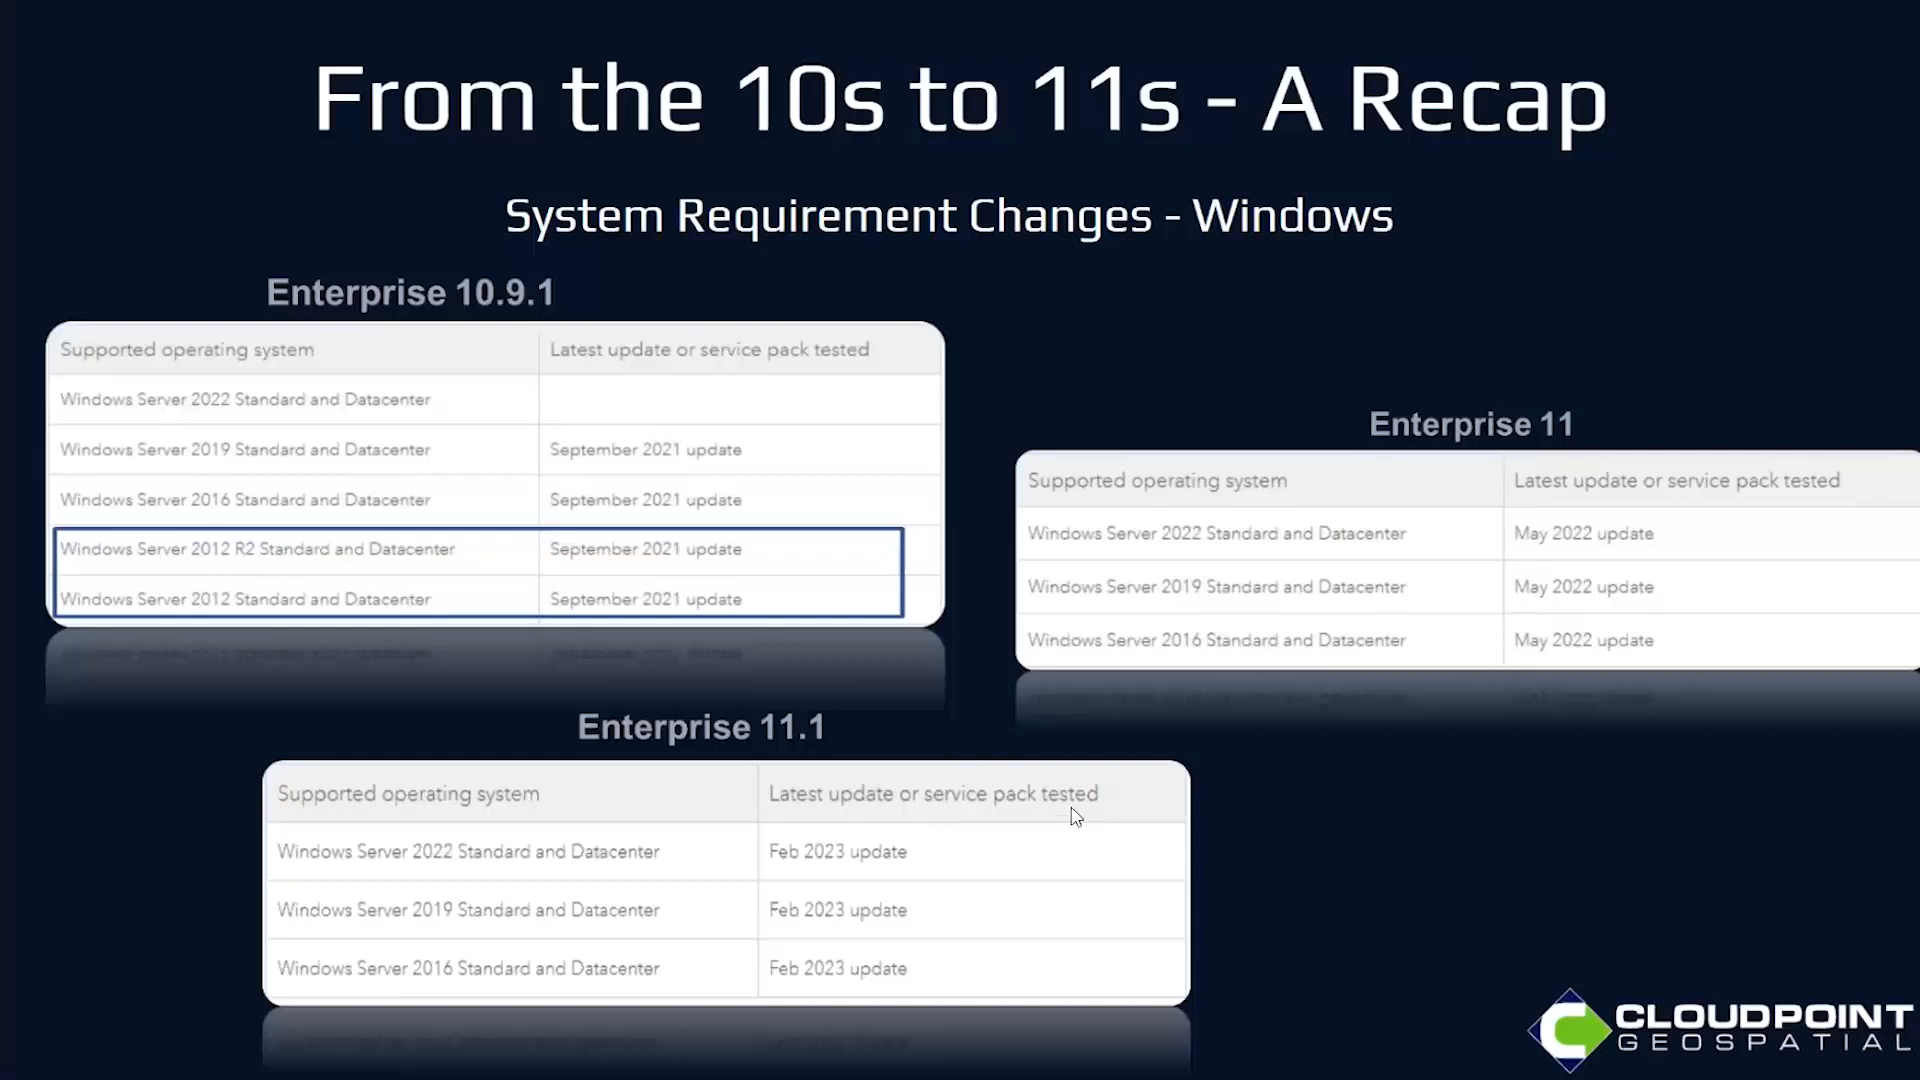 From the 10s to 11s - A Recap
System Requirement Changes - Windows
Enterprise 10.9.1
Supported operating system Latest update or service pack tested
Windows Server 2022 Standard and Datacenter
Windows Server 2019 Standard and Datacenter September 2021 update
Windows Server 2016 Standard and Datacenter September 2021 update
Windows Server 2012 R2 Standard and Datacenter September 2021 update
Windows Server 2012 Standard and Datacenter September 2021 update
Enterprise 11
Supported operating system Latest update or service pack tested
Windows Server 2022 Standard and Datacenter May 2022 update
Windows Server 2019 Standard and Datacenter May 2022 update
Windows Server 2016 Standard and Datacenter May 2022 update
Enterprise 11.1
Supported operating system Latest update or service pack tested
Windows Server 2022 Standard and Datacenter Feb 2023 update
Windows Server 2019 Standard and Datacenter Feb 2023 update
Windows Server 2016 Standard and Datacenter Feb 2023 update
CLOUDPOINT
GEOSPATIAL